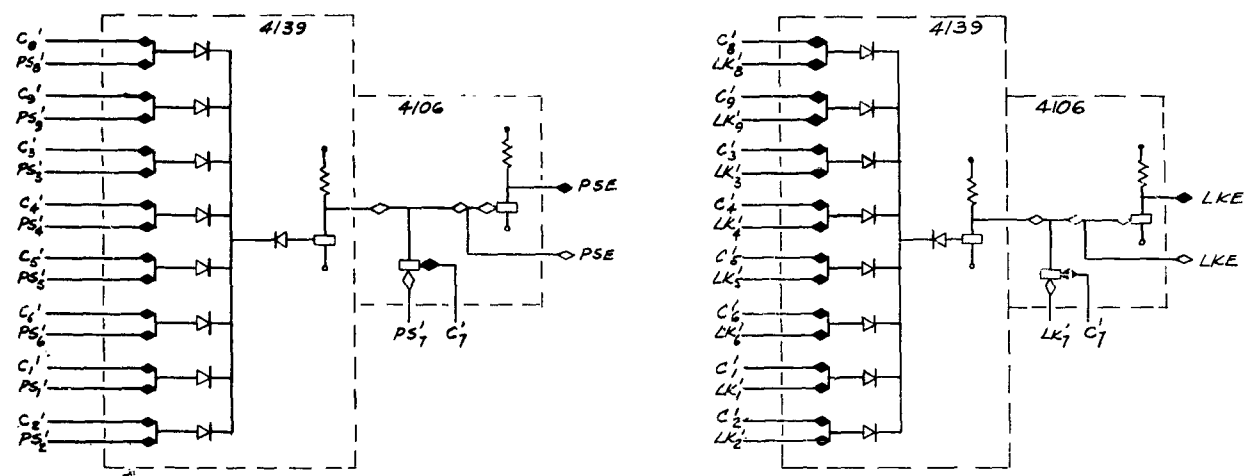 4139
C8'
PS8'
C9'
PS9'
C3'
PS3'
C4'
PS4'
C5'
PS5'
C6'
PS6'
C1'
PS1'
C2'
PS2'
4106
PSE
PSE
PS7' C7'
4139
C8'
LK8'
C9'
LK9'
C3'
LK3'
C4'
LK4'
C5'
LK5'
C6'
LK6'
C1'
LK1'
C2'
LK2'
4106
LKE
LKE
LK7' C7'